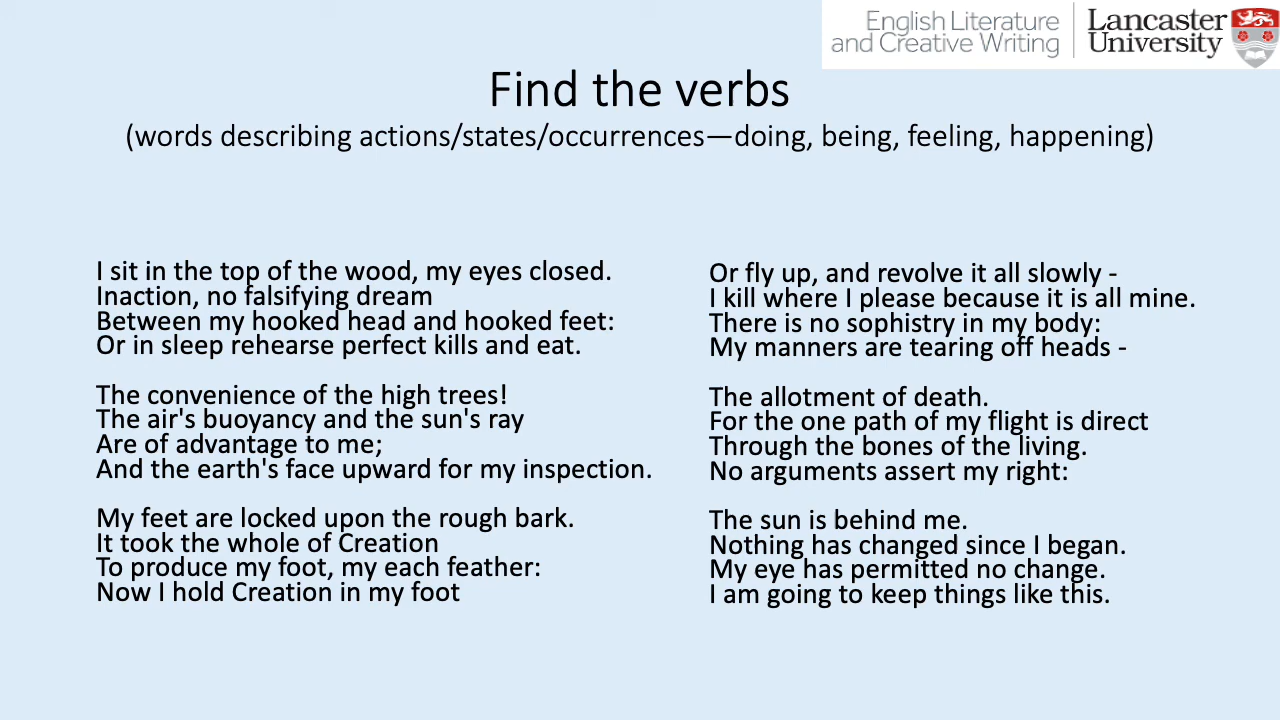 English Literature
and Creative Writing
Lancaster
University
Find the verbs
(words describing actions/states/occurrences—doing, being, feeling, happening)
I sit in the top of the wood, my eyes closed.
Inaction, no falsifying dream
Between my hooked head and hooked feet:
Or in sleep rehearse perfect kills and eat.
The convenience of the high trees!
The air's buoyancy and the sun's ray
Are of advantage to me;
And the earth's face upward for my inspection.
My feet are locked upon the rough bark.
It took the whole of Creation
To produce my foot, my each feather:
Now I hold Creation in my foot
Or fly up, and revolve it all slowly -
I kill where I please because it is all mine.
There is no sophistry in my body:
My manners are tearing off heads -
The allotment of death.
For the one path of my flight is direct
Through the bones of the living.
No arguments assert my right:
The sun is behind me.
Nothing has changed since I began.
My eye has permitted no change.
I am going to keep things like this.